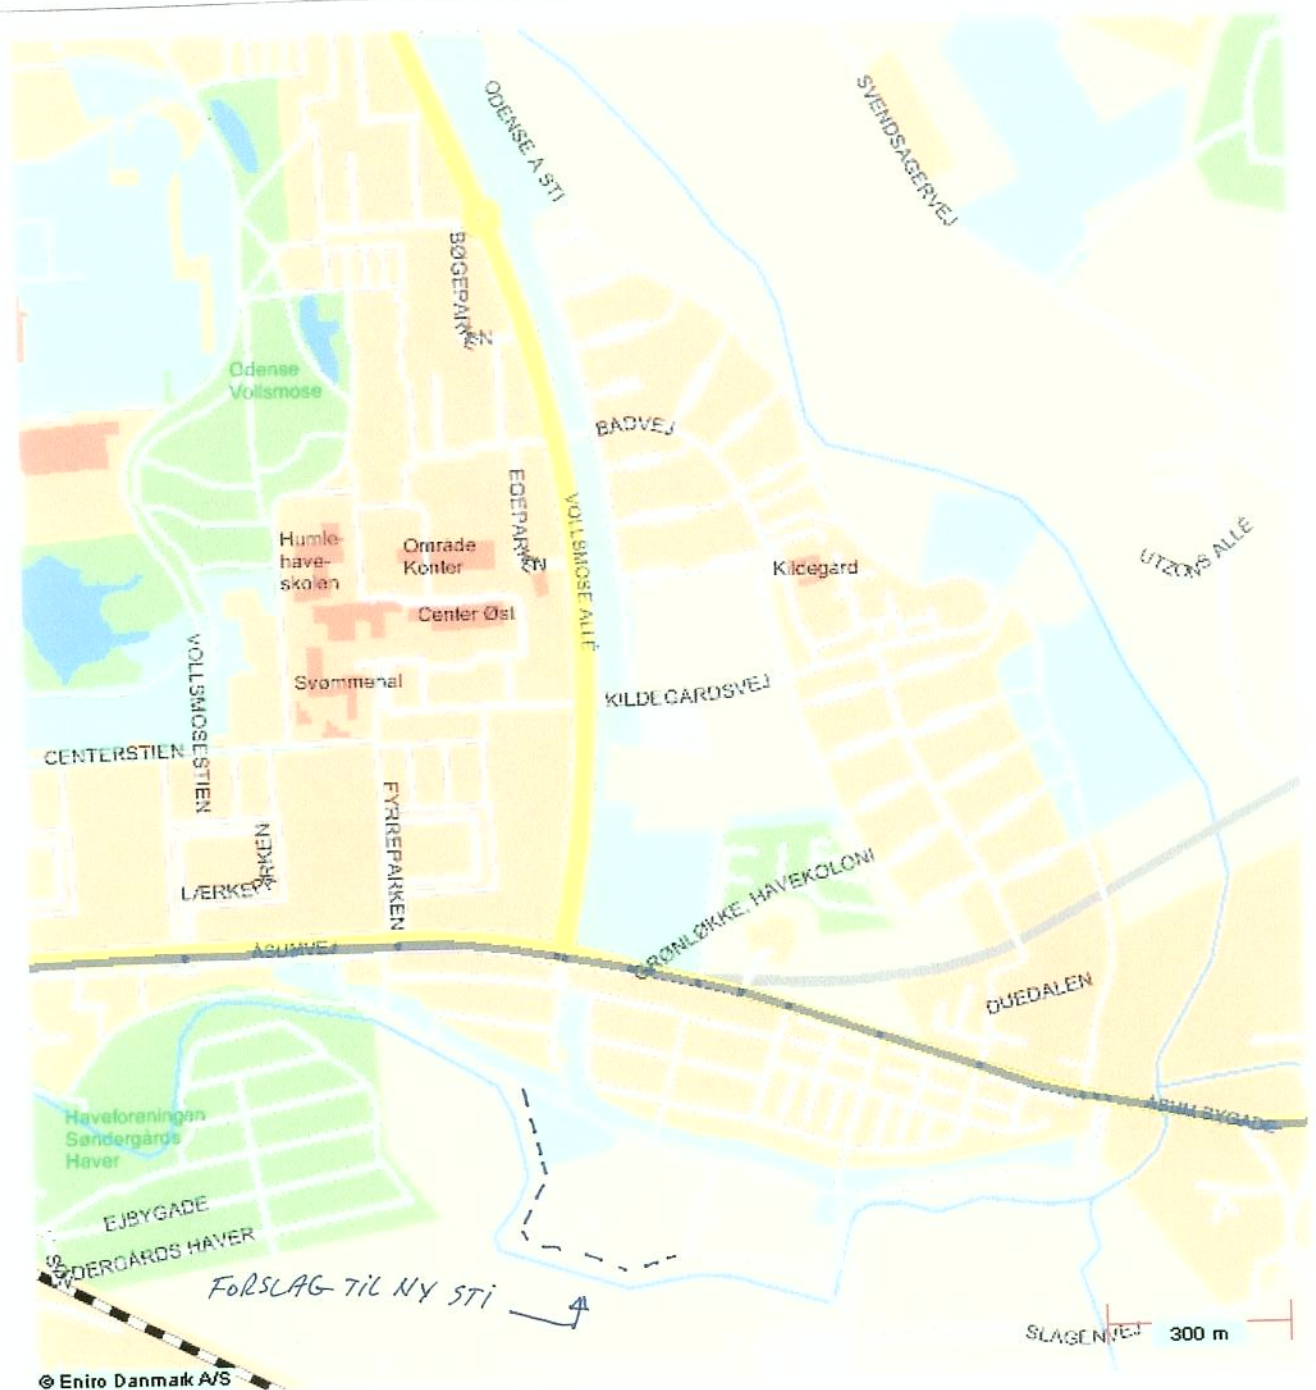 ODENSE Å STI
SVENDSAGERVEJ
BØGEPARKEN
Odense
Vollsmose
BÅDVEJ
EGEPARKEN
VOLLSMOSE ALLÉ
UTZONS ALLÉ
Humle-
have-
skolen
Område
Kontor
Kildegård
Center Øst
VOLLSMOSESTIEN
Svømmehal
KILDEGÅRDSVEJ
CENTERSTIEN
FYRREPARKEN
LÆRKEPARKEN
GRØNLØKKE, HAVEKOLONI
ÅSUMVEJ
DUEDALEN
ÅSUM BYGADE
Haveforeningen
Søndergårds
Haver
EJBYGADE
SØNDERGÅRDS HAVER
FORSLAG TIL NY STI
SLAGENVEJ
300 m
© Eniro Danmark A/S